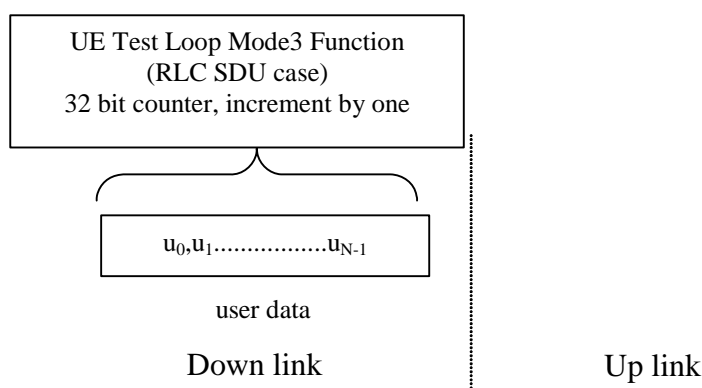 UE Test Loop Mode3 Function
(RLC SDU case)
32 bit counter, increment by one
u0,u1..................uN-1
user data
Down link
Up link